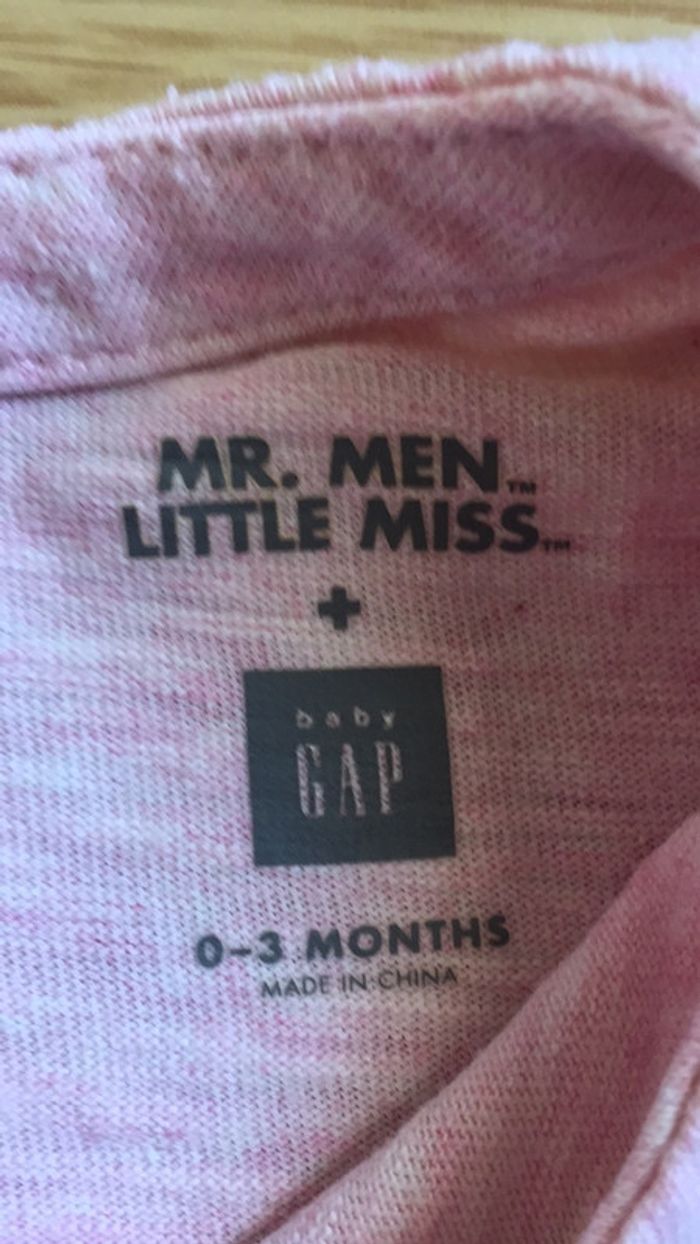 MR. MEN™
LITTLE MISS™
+
baby
GAP
0-3 MONTHS
MADE IN CHINA